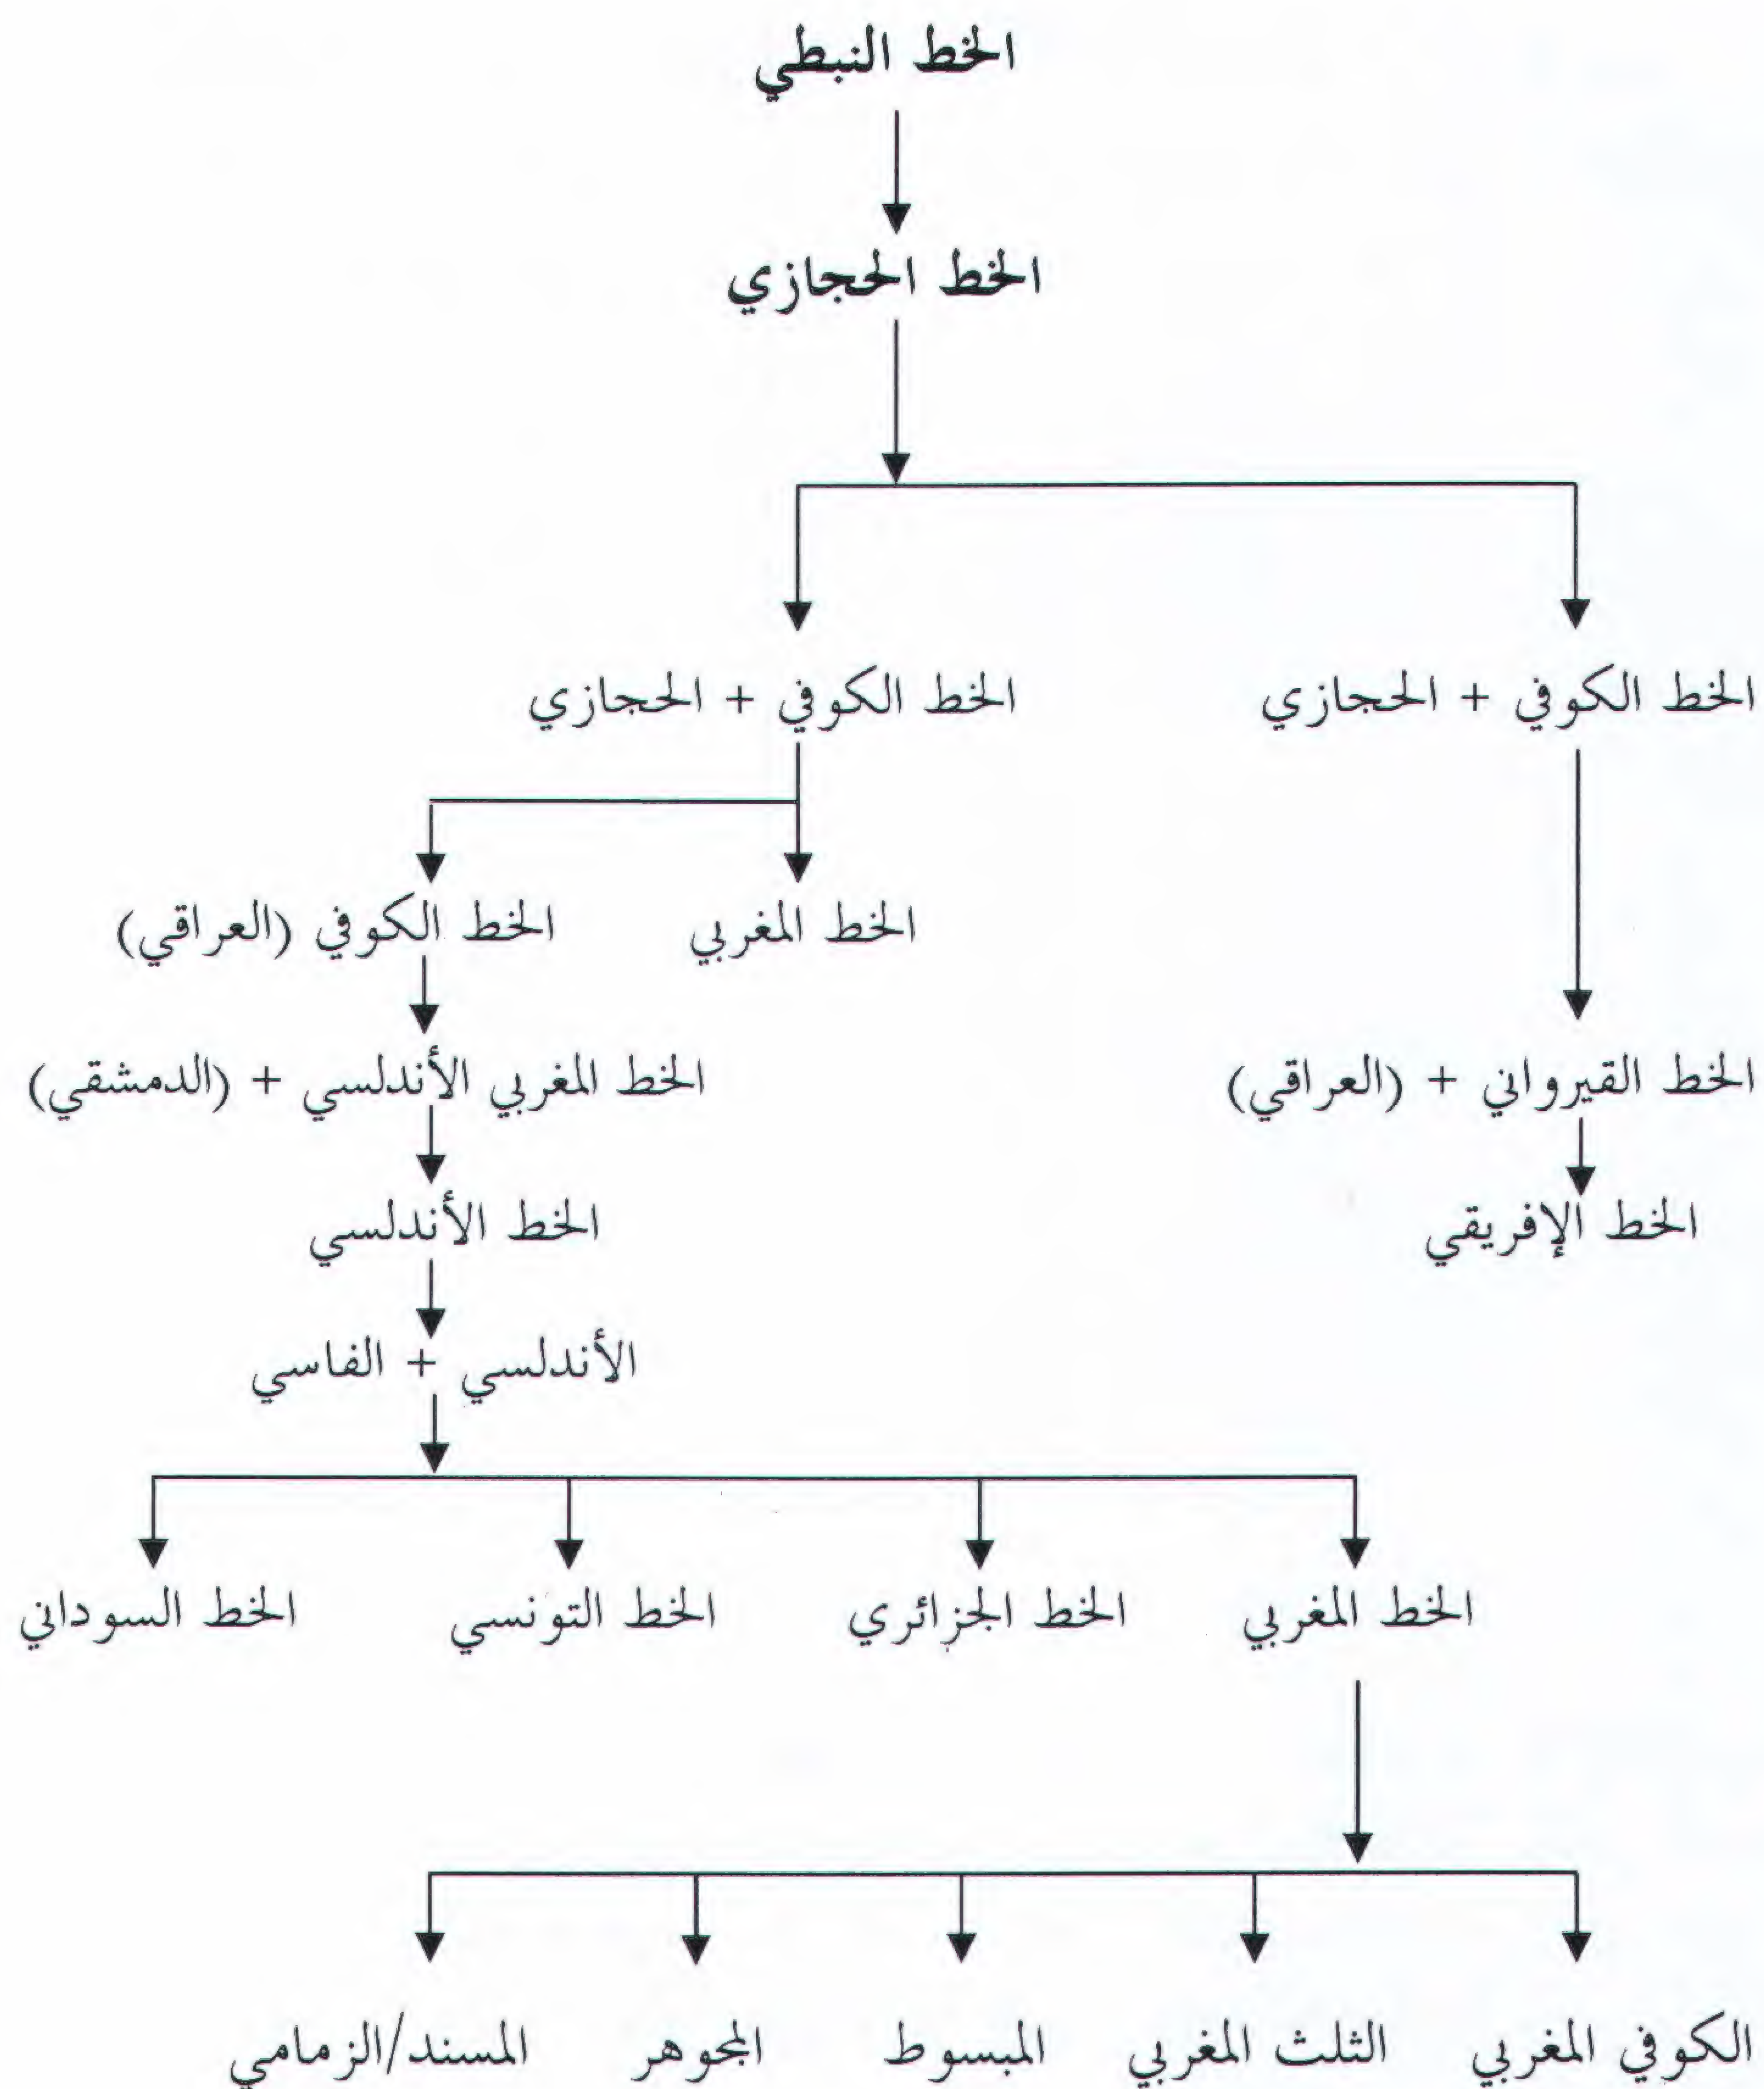 الخط النبطي
الخط الحجازي
الخط الكوفي + الحجازي
الخط الكوفي + الحجازي
الخط المغربي
الخط الكوفي (العراقي)
الخط القيرواني + (العراقي)
الخط المغربي الأندلسي + (الدمشقي)
الخط الإفريقي
الخط الأندلسي
الأندلسي + الفاسي
الخط المغربي
الخط الجزائري
الخط التونسي
الخط السوداني
الكوفي المغربي
الثلث المغربي
المبسوط
المجوهر
المسند/الزمامي